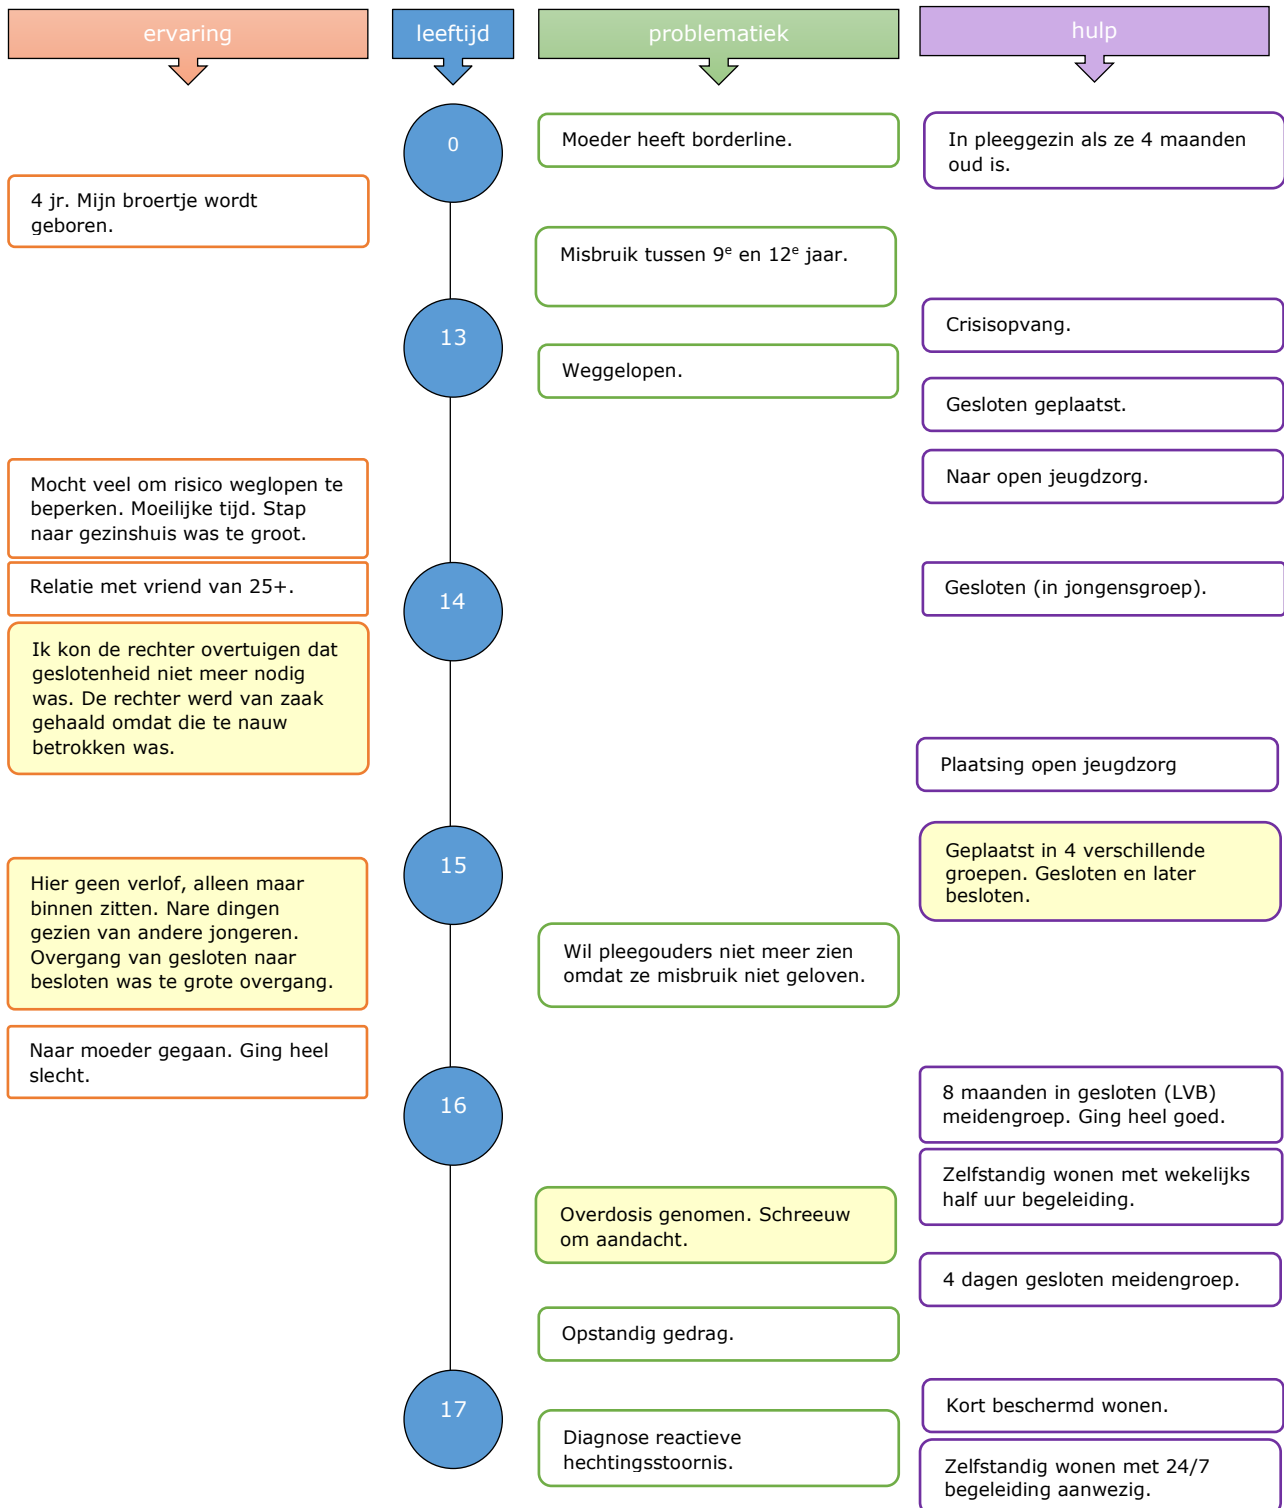 ervaring
leeftijd
problematiek
hulp
0
Moeder heeft borderline.
In pleeggezin als ze 4 maanden
oud is.
4 jr. Mijn broertje wordt
geboren.
Misbruik tussen 9e en 12e jaar.
13
Crisisopvang.
Weggelopen.
Gesloten geplaatst.
Mocht veel om risico weglopen te
beperken. Moeilijke tijd. Stap
naar gezinshuis was te groot.
Naar open jeugdzorg.
Relatie met vriend van 25+.
14
Gesloten (in jongensgroep).
Ik kon de rechter overtuigen dat
geslotenheid niet meer nodig
was. De rechter werd van zaak
gehaald omdat die te nauw
betrokken was.
Plaatsing open jeugdzorg
15
Geplaatst in 4 verschillende
groepen. Gesloten en later
besloten.
Hier geen verlof, alleen maar
binnen zitten. Nare dingen
gezien van andere jongeren.
Overgang van gesloten naar
besloten was te grote overgang.
Wil pleegouders niet meer zien
omdat ze misbruik niet geloven.
Naar moeder gegaan. Ging heel
slecht.
16
8 maanden in gesloten (LVB)
meidengroep. Ging heel goed.
Zelfstandig wonen met wekelijks
half uur begeleiding.
Overdosis genomen. Schreeuw
om aandacht.
4 dagen gesloten meidengroep.
Opstandig gedrag.
17
Kort beschermd wonen.
Diagnose reactieve
hechtingsstoornis.
Zelfstandig wonen met 24/7
begeleiding aanwezig.